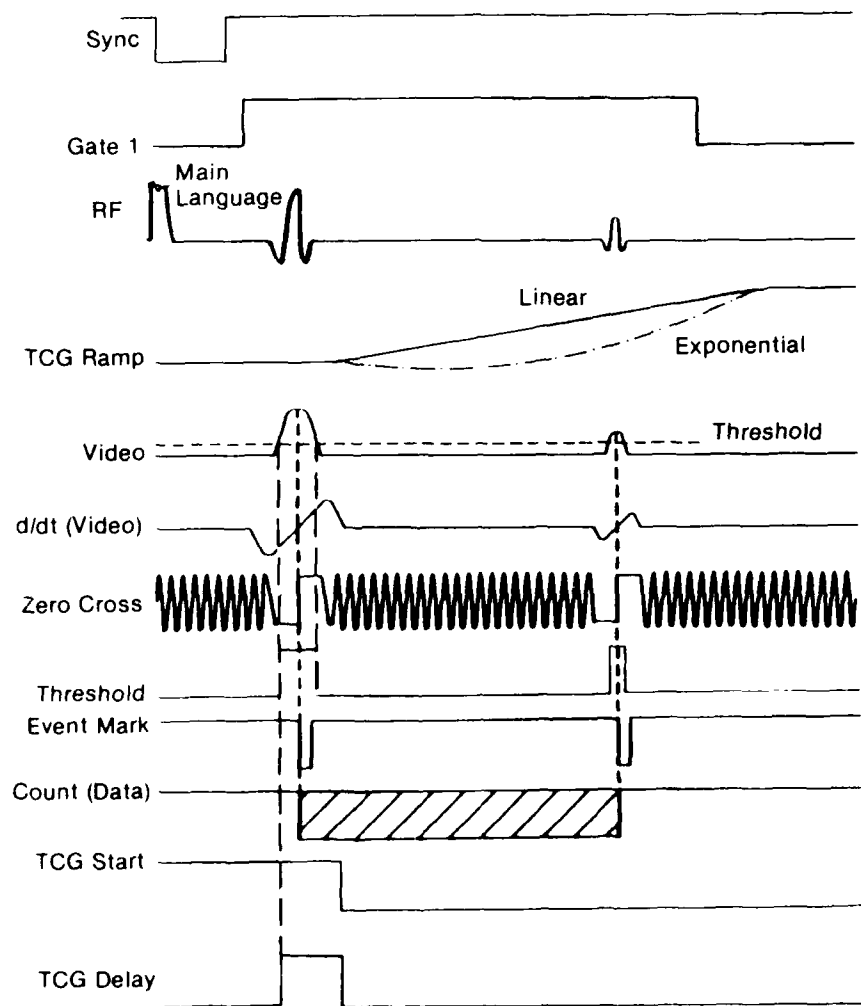 Sync
Gate 1
Main
Language
RF
Linear
TCG Ramp
Exponential
Threshold
Video
d/dt (Video)
Zero Cross
Threshold
Event Mark
Count (Data)
TCG Start
TCG Delay